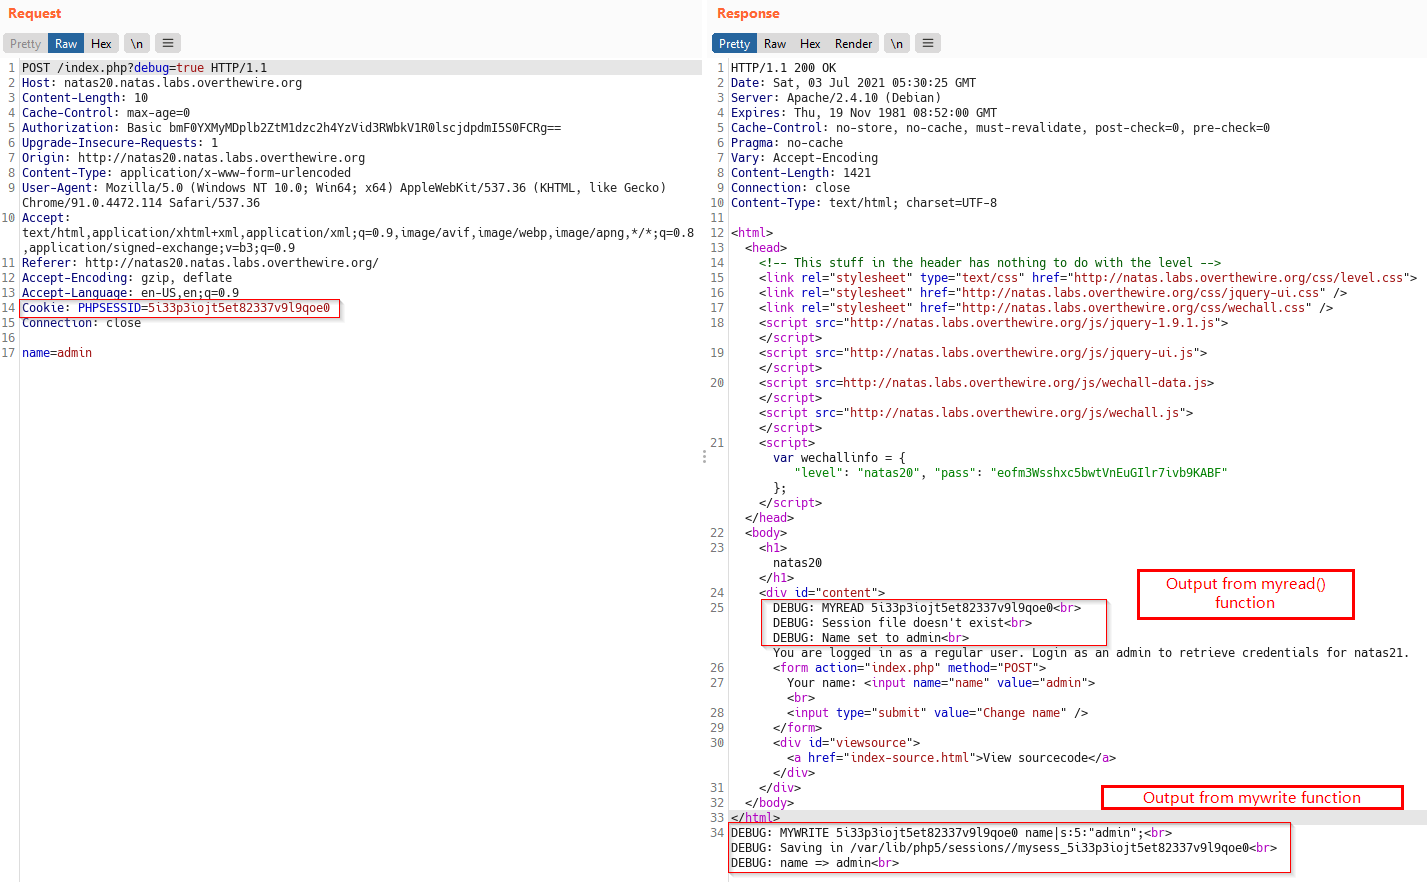 Request
Pretty Raw Hex \n
1 POST /index.php?debug=true HTTP/1.1
2 Host: natas20.natas.labs.overthewire.org
3 Content-Length: 10
4 Cache-Control: max-age=0
5 Authorization: Basic bmF0YXMyMDplb2ZtM1dzc2h4YzVid3RWbkV1R0lscjdpdmI5S0FCRg==
6 Upgrade-Insecure-Requests: 1
7 Origin: http://natas20.natas.labs.overthewire.org
8 Content-Type: application/x-www-form-urlencoded
9 User-Agent: Mozilla/5.0 (Windows NT 10.0; Win64; x64) AppleWebKit/537.36 (KHTML, like Gecko)
Chrome/91.0.4472.114 Safari/537.36
10 Accept:
text/html,application/xhtml+xml,application/xml;q=0.9,image/avif,image/webp,image/apng,*/*;q=0.8
,application/signed-exchange;v=b3;q=0.9
11 Referer: http://natas20.natas.labs.overthewire.org/
12 Accept-Encoding: gzip, deflate
13 Accept-Language: en-US,en;q=0.9
14 Cookie: PHPSESSID=5i33p3iojt5et82337v9l9qoe0
15 Connection: close
16
17 name=admin
Response
Pretty Raw Hex Render \n
1 HTTP/1.1 200 OK
2 Date: Sat, 03 Jul 2021 05:30:25 GMT
3 Server: Apache/2.4.10 (Debian)
4 Expires: Thu, 19 Nov 1981 08:52:00 GMT
5 Cache-Control: no-store, no-cache, must-revalidate, post-check=0, pre-check=0
6 Pragma: no-cache
7 Vary: Accept-Encoding
8 Content-Length: 1421
9 Connection: close
10 Content-Type: text/html; charset=UTF-8
11
12 <html>
13 <head>
14 <!-- This stuff in the header has nothing to do with the level -->
15 <link rel="stylesheet" type="text/css" href="http://natas.labs.overthewire.org/css/level.css">
16 <link rel="stylesheet" href="http://natas.labs.overthewire.org/css/jquery-ui.css" />
17 <link rel="stylesheet" href="http://natas.labs.overthewire.org/css/wechall.css" />
18 <script src="http://natas.labs.overthewire.org/js/jquery-1.9.1.js">
</script>
19 <script src="http://natas.labs.overthewire.org/js/jquery-ui.js">
</script>
20 <script src=http://natas.labs.overthewire.org/js/wechall-data.js>
</script>
<script src="http://natas.labs.overthewire.org/js/wechall.js">
</script>
21 <script>
var wechallinfo = {
"level": "natas20", "pass": "eofm3Wsshxc5bwtVnEuGIlr7ivb9KABF"
};
</script>
</head>
22 <body>
23 <h1>
natas20
</h1>
24 <div id="content">
25 DEBUG: MYREAD 5i33p3iojt5et82337v9l9qoe0<br>
DEBUG: Session file doesn't exist<br>
DEBUG: Name set to admin<br>
You are logged in as a regular user. Login as an admin to retrieve credentials for natas21.
26 <form action="index.php" method="POST">
27 Your name: <input name="name" value="admin">
<br>
28 <input type="submit" value="Change name" />
29 </form>
30 <div id="viewsource">
<a href="index-source.html">View sourcecode</a>
</div>
31 </div>
32 </body>
33 </html>
34 DEBUG: MYWRITE 5i33p3iojt5et82337v9l9qoe0 name|s:5:"admin";<br>
DEBUG: Saving in /var/lib/php5/sessions//mysess_5i33p3iojt5et82337v9l9qoe0<br>
DEBUG: name => admin<br>
Output from myread()
function
Output from mywrite function